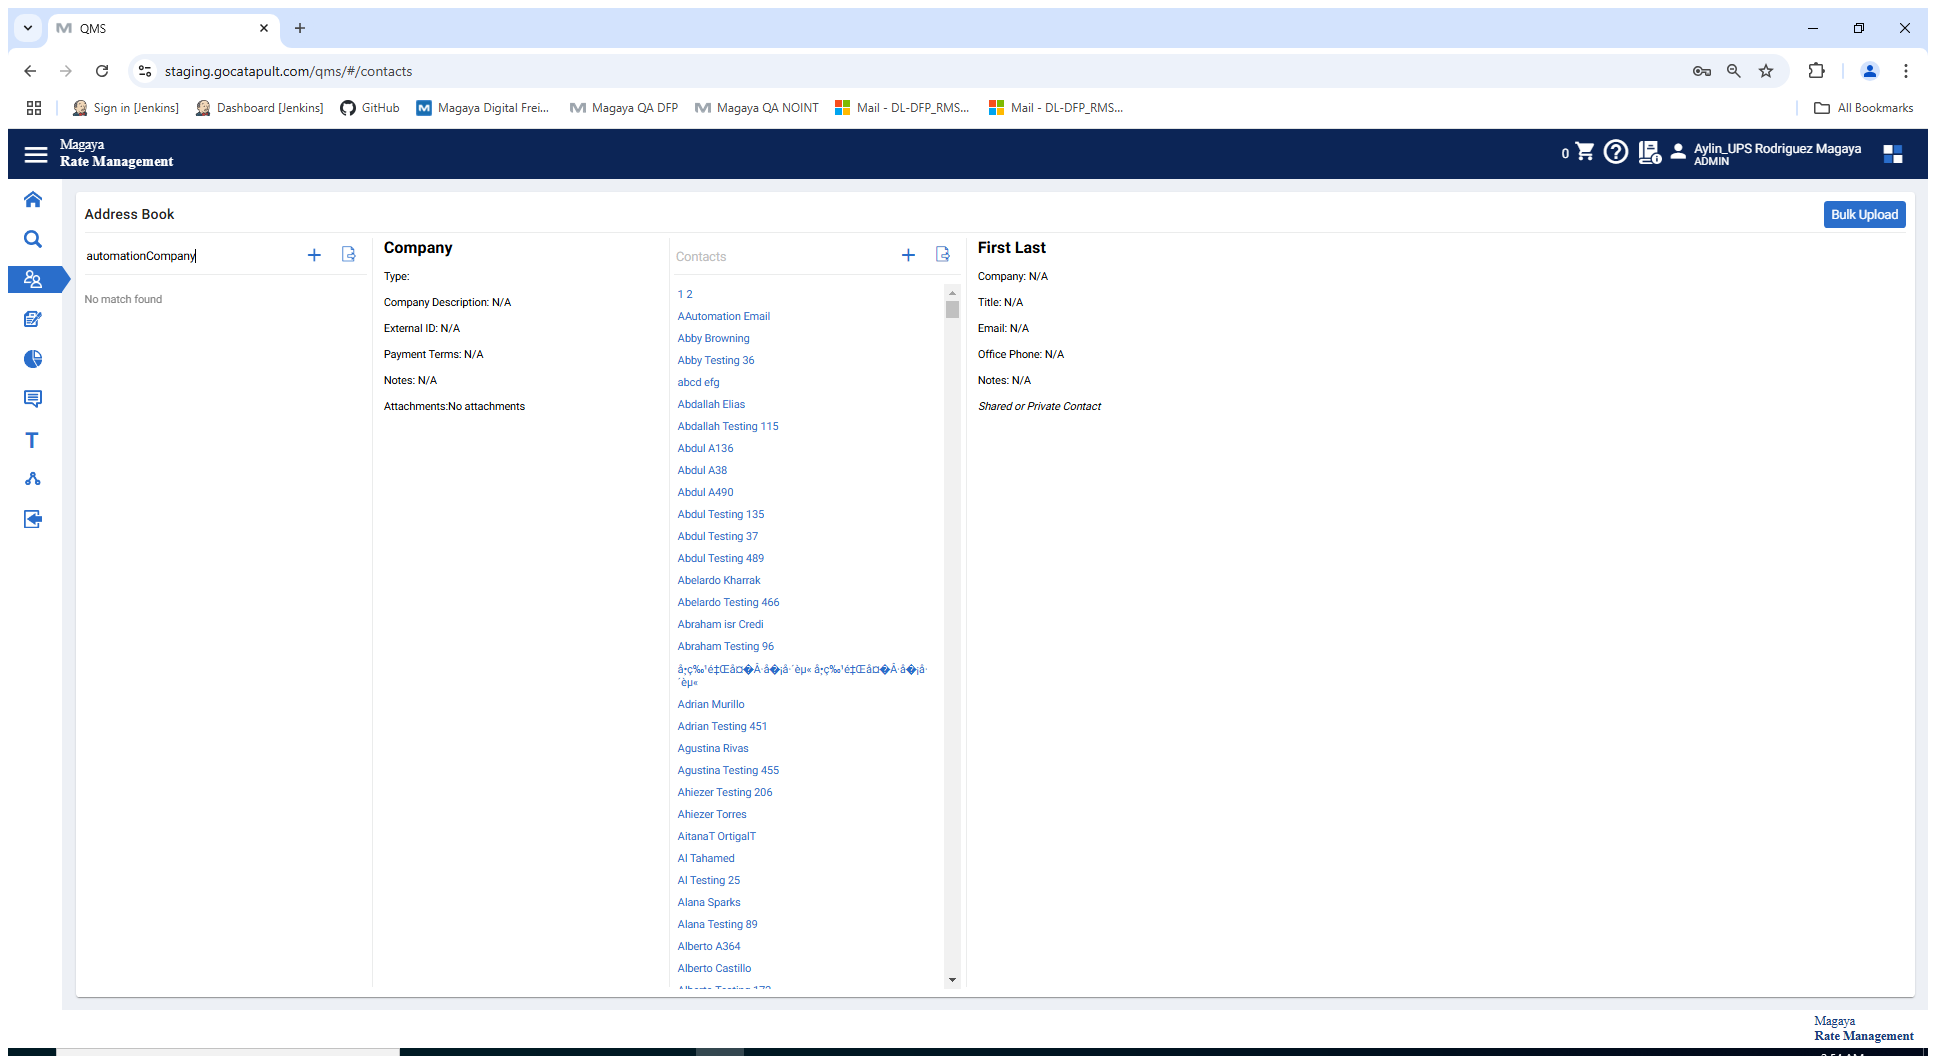 QMS
staging.gocatapult.com/qms/#/contacts
Sign in [Jenkins]
Dashboard [Jenkins]
GitHub
Magaya Digital Frei...
Magaya QA DFP
Magaya QA NOINT
Mail - DL-DFP_RMS...
Mail - DL-DFP_RMS...
All Bookmarks
Magaya
Rate Management
0
Aylin_UPS Rodriguez Magaya
ADMIN
Address Book
Bulk Upload
automationCompany
No match found
Company
Type:
Company Description: N/A
External ID: N/A
Payment Terms: N/A
Notes: N/A
Attachments:No attachments
Contacts
1 2
AAutomation Email
Abby Browning
Abby Testing 36
abcd efg
Abdallah Elias
Abdallah Testing 115
Abdul A136
Abdul A38
Abdul A490
Abdul Testing 135
Abdul Testing 37
Abdul Testing 489
Abelardo Kharrak
Abelardo Testing 466
Abraham isr Credi
Abraham Testing 96
Adrian Murillo
Adrian Testing 451
Agustina Rivas
Agustina Testing 455
Ahiezer Testing 206
Ahiezer Torres
AitanaT OrtigalT
Al Tahamed
Al Testing 25
Alana Sparks
Alana Testing 89
Alberto A364
Alberto Castillo
First Last
Company: N/A
Title: N/A
Email: N/A
Office Phone: N/A
Notes: N/A
Shared or Private Contact
Magaya
Rate Management